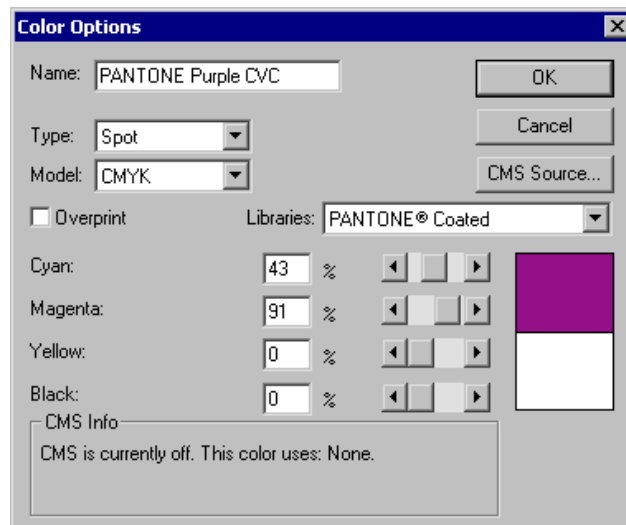 Color Options
Name: PANTONE Purple CVC
OK
Type: Spot
Cancel
Model: CMYK
CMS Source...
Overprint
Libraries: PANTONE® Coated
Cyan: 43 %
Magenta: 91 %
Yellow: 0 %
Black: 0 %
CMS Info
CMS is currently off. This color uses: None.